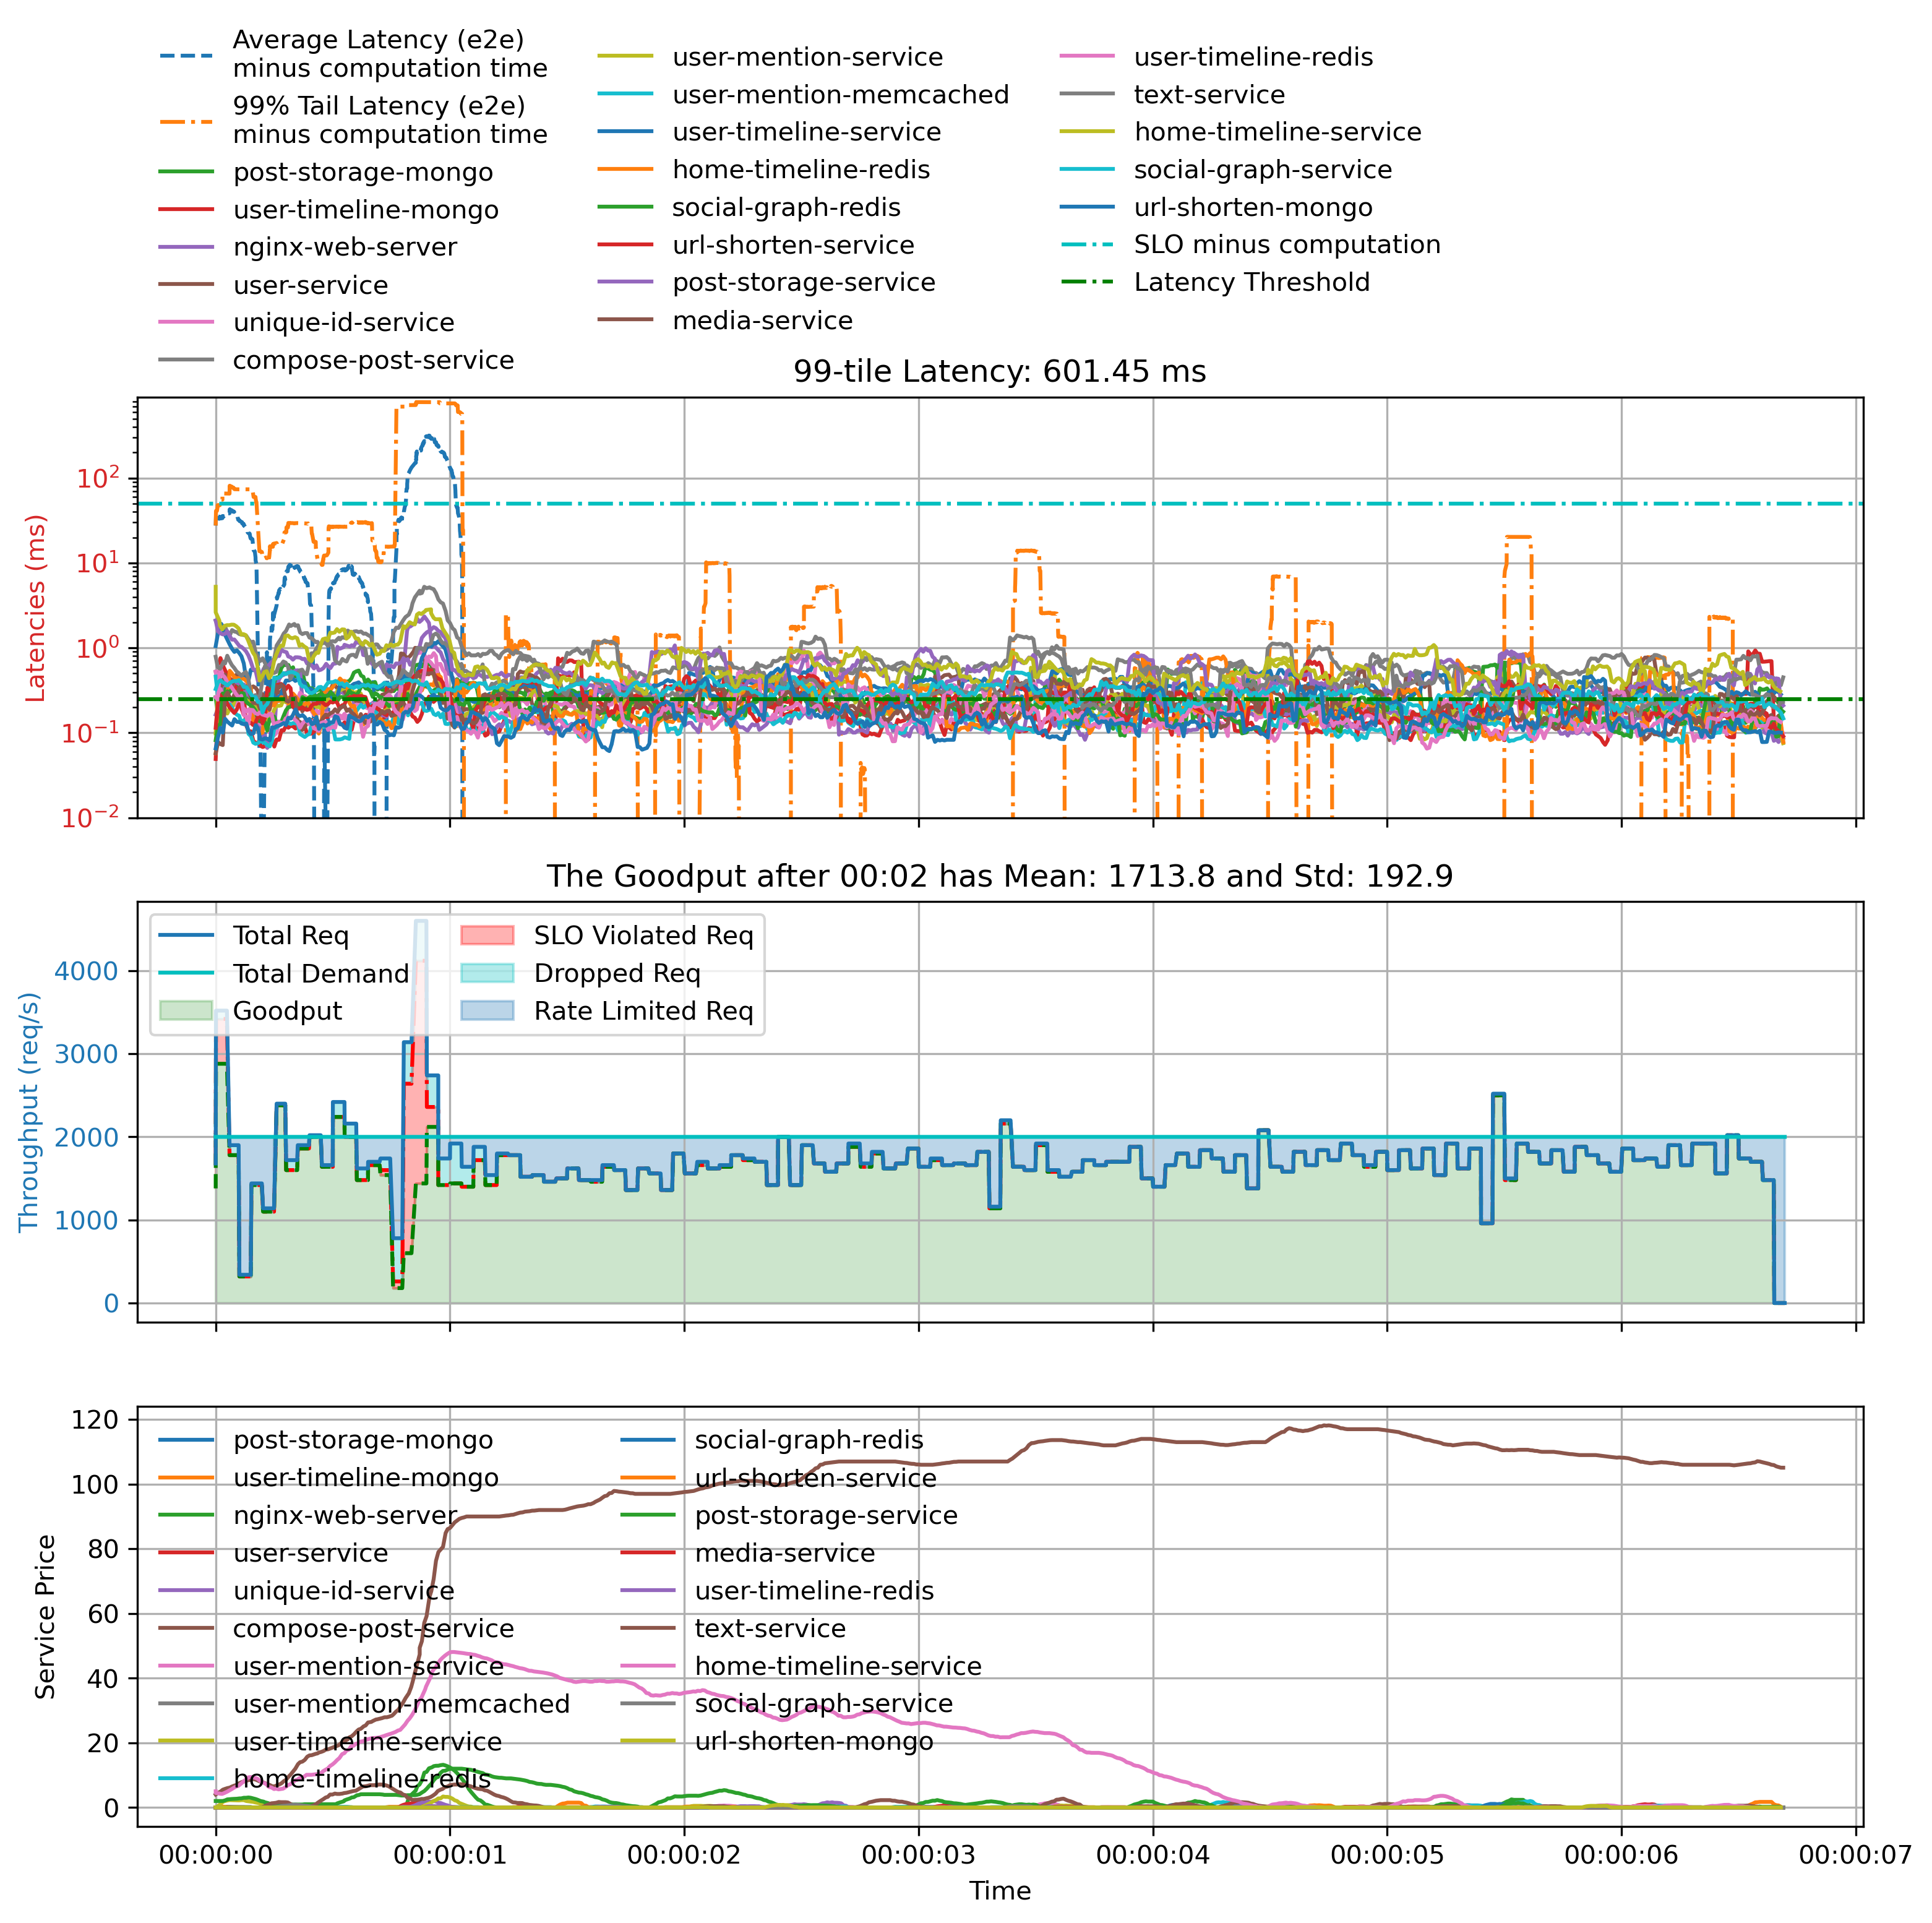 Average Latency (e2e)
minus computation time
99% Tail Latency (e2e)
minus computation time
post-storage-mongo
user-timeline-mongo
nginx-web-server
user-service
unique-id-service
compose-post-service
user-mention-service
user-mention-memcached
user-timeline-service
home-timeline-redis
social-graph-redis
url-shorten-service
post-storage-service
media-service
user-timeline-redis
text-service
home-timeline-service
social-graph-service
url-shorten-mongo
SLO minus computation
Latency Threshold
99-tile Latency: 601.45 ms
Latencies (ms)
10²
10¹
10⁰
10⁻¹
10⁻²
The Goodput after 00:02 has Mean: 1713.8 and Std: 192.9
Throughput (req/s)
4000
3000
2000
1000
0
Total Req
Total Demand
Goodput
SLO Violated Req
Dropped Req
Rate Limited Req
Service Price
120
100
80
60
40
20
0
post-storage-mongo
user-timeline-mongo
nginx-web-server
user-service
unique-id-service
compose-post-service
user-mention-service
user-mention-memcached
user-timeline-service
home-timeline-redis
social-graph-redis
url-shorten-service
post-storage-service
media-service
user-timeline-redis
text-service
home-timeline-service
social-graph-service
url-shorten-mongo
00:00:00 00:00:01 00:00:02 00:00:03 00:00:04 00:00:05 00:00:06 00:00:07
Time